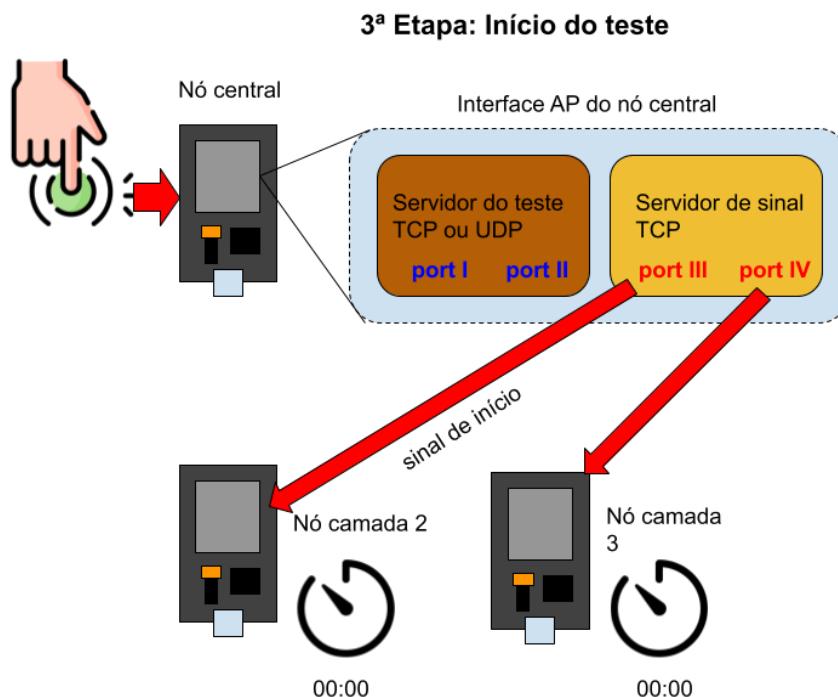 3ª Etapa: Início do teste
Nó central
Interface AP do nó central
Servidor do teste
TCP ou UDP
port I
port II
Servidor de sinal
TCP
port III
port IV
sinal de início
Nó camada 2
Nó camada
3
00:00
00:00